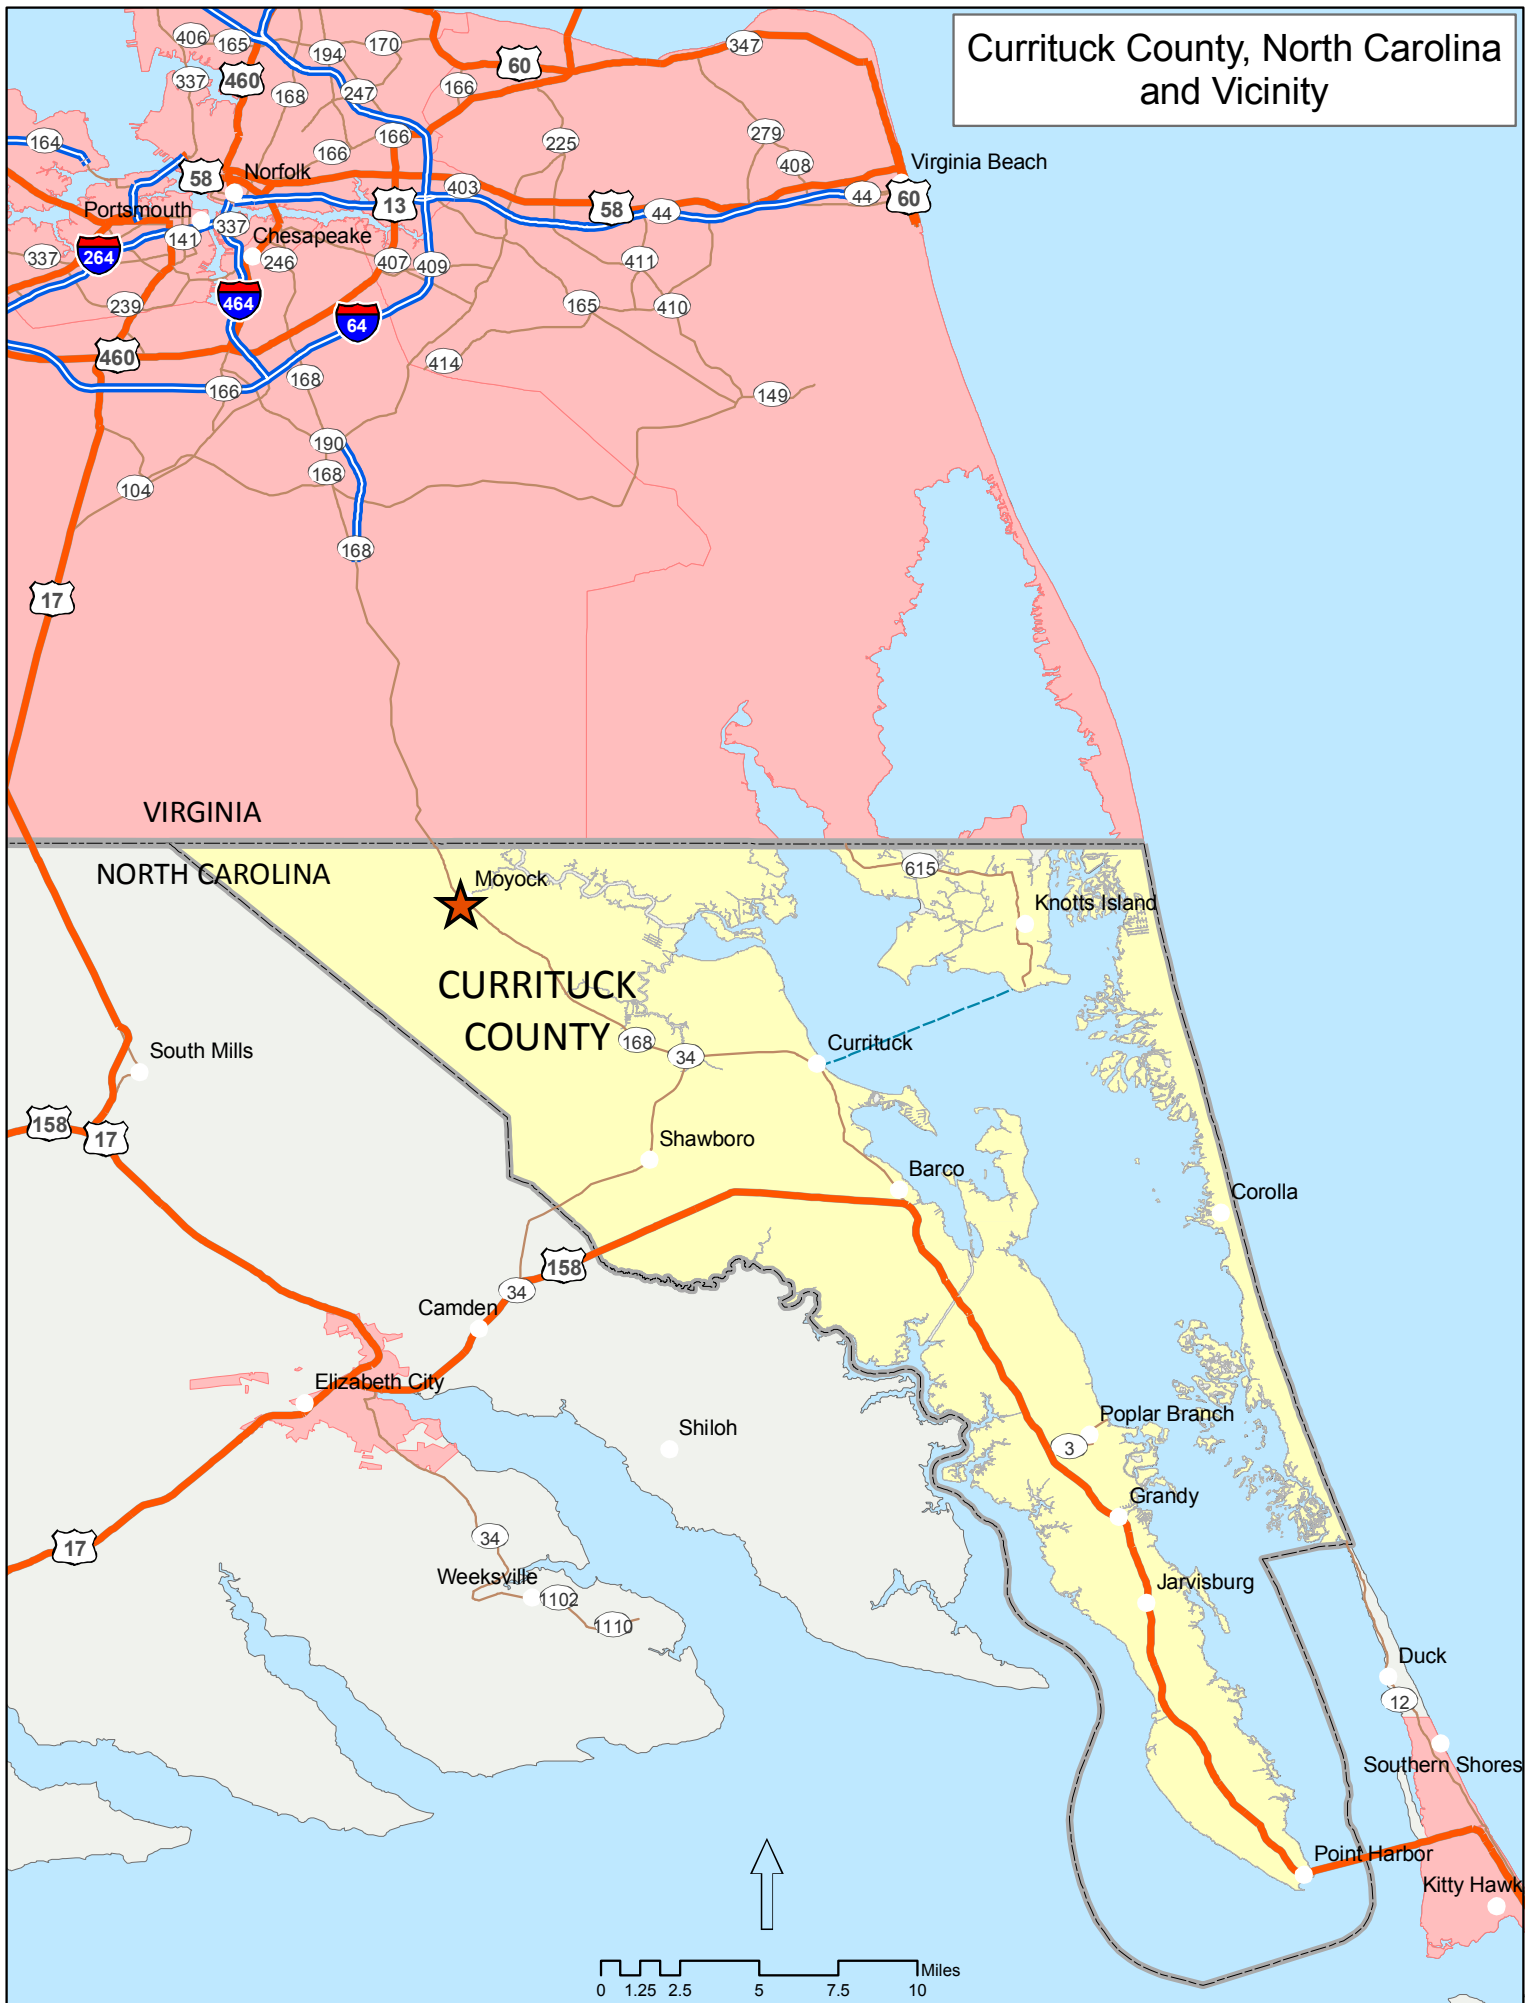 Currituck County, North Carolina
and Vicinity
406
165
194
170
347
60
337
460
168
247
166
164
166
166
225
279
408
Virginia Beach
58
Norfolk
403
13
58
44
44
60
Portsmouth
337
141
Chesapeake
337
264
246
407
409
411
239
464
64
165
410
460
414
166
168
149
190
168
104
168
17
VIRGINIA
NORTH CAROLINA
Moyock
615
Knotts Island
CURRITUCK
COUNTY
168
34
Currituck
South Mills
158
17
Shawboro
Barco
Corolla
158
34
Camden
Elizabeth City
Shiloh
Poplar Branch
3
Grandy
17
34
Weeksville
1102
1110
Jarvisburg
Duck
12
Southern Shores
Point Harbor
Kitty Hawk
Miles
0 1.25 2.5 5 7.5 10